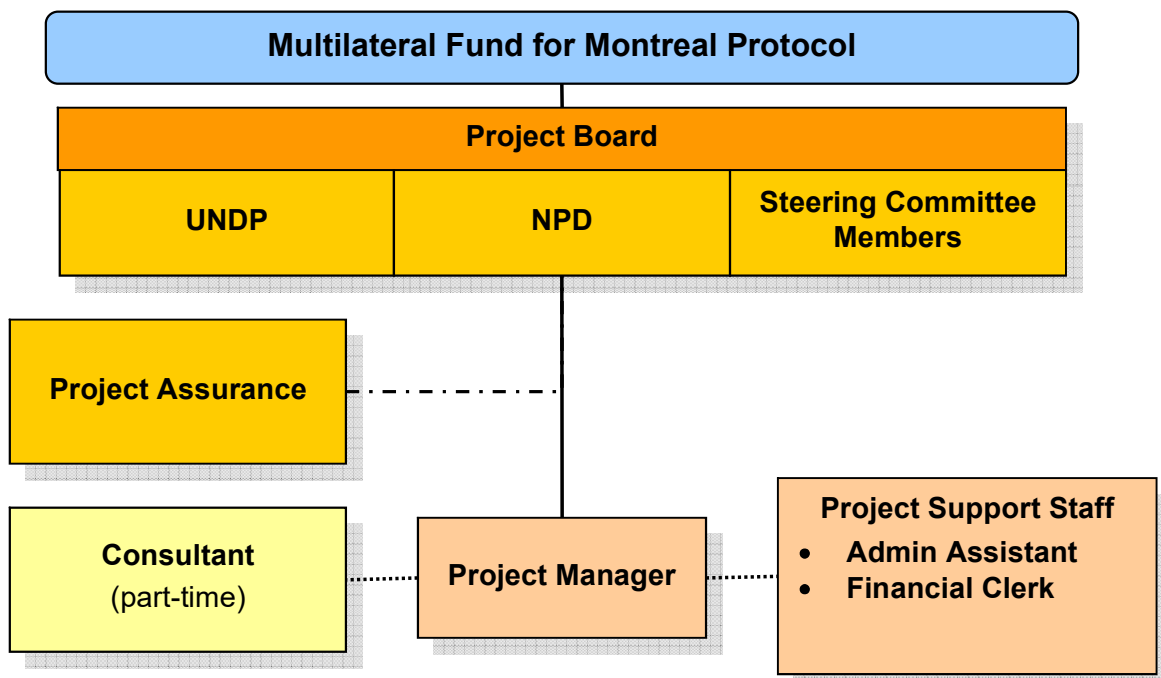 Multilateral Fund for Montreal Protocol
Project Board
UNDP
NPD
Steering Committee
Members
Project Assurance
Consultant
(part-time)
Project Manager
Project Support Staff
• Admin Assistant
• Financial Clerk